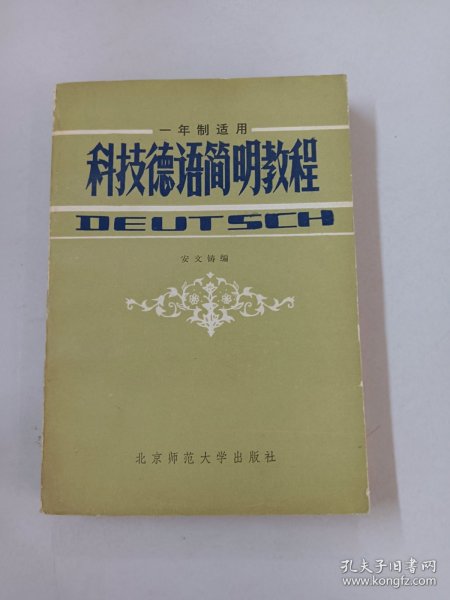 一年制适用
科技德语简明教程
DEUTSCH
安文铸编
北京师范大学出版社
孔夫子旧书网
www.kongfz.com